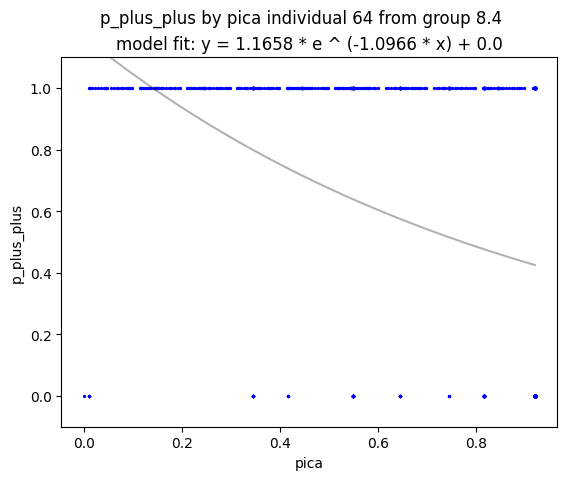 p_plus_plus by pica individual 64 from group 8.4
model fit: y = 1.1658 * e ^ (-1.0966 * x) + 0.0
1.0
0.8
0.6
0.4
0.2
0.0
p_plus_plus
0.0 0.2 0.4 0.6 0.8
pica